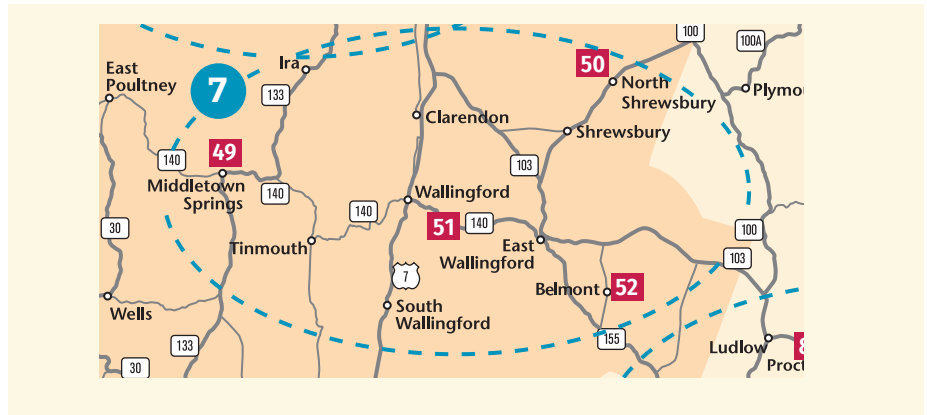 100
100A
50
Ira
East
Poultney
7
133
North
Shrewsbury
Plymo
Clarendon
Shrewsbury
49
140
103
Middletown
Springs
140
Wallingford
140
51
140
30
100
Tinmouth
East
Wallingford
103
7
Belmont
52
Wells
South
Wallingford
155
133
Ludlow
8
Proct
30